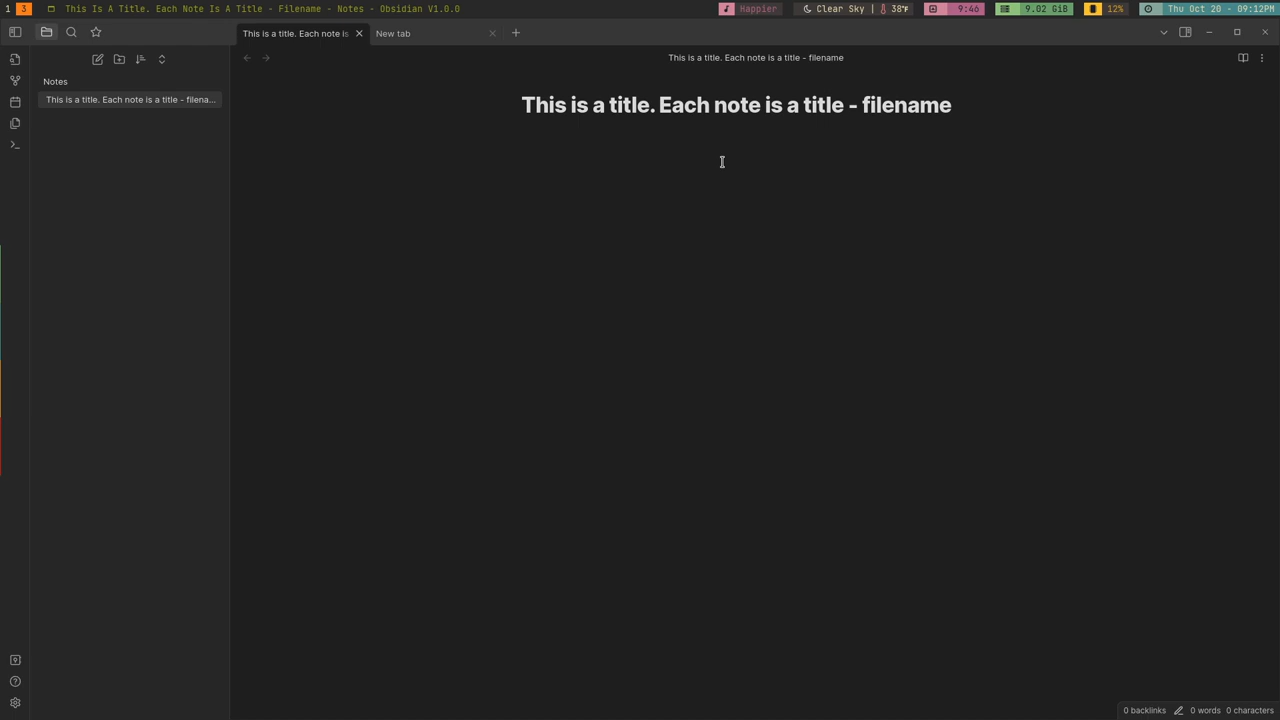 1 3 This Is A Title. Each Note Is A Title - Filename - Notes - Obsidian V1.0.0 Happier Clear Sky | 38°F 9:46 9.02 GiB 12% Thu Oct 20 - 09:12PM
This is a title. Each note is New tab
This is a title. Each note is a title - filename
Notes
This is a title. Each note is a title - filena...
This is a title. Each note is a title - filename
0 backlinks 0 words 0 characters